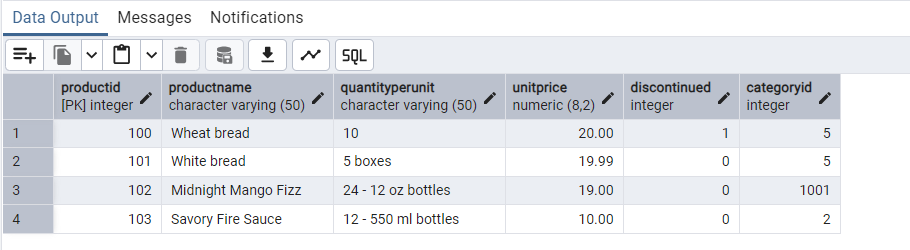 Data Output Messages Notifications
SQL
productid productname quantityperunit unitprice discontinued categoryid
[PK] integer character varying (50) character varying (50) numeric (8,2) integer integer
1 100 Wheat bread 10 20.00 1 5
2 101 White bread 5 boxes 19.99 0 5
3 102 Midnight Mango Fizz 24 - 12 oz bottles 19.00 0 1001
4 103 Savory Fire Sauce 12 - 550 ml bottles 10.00 0 2